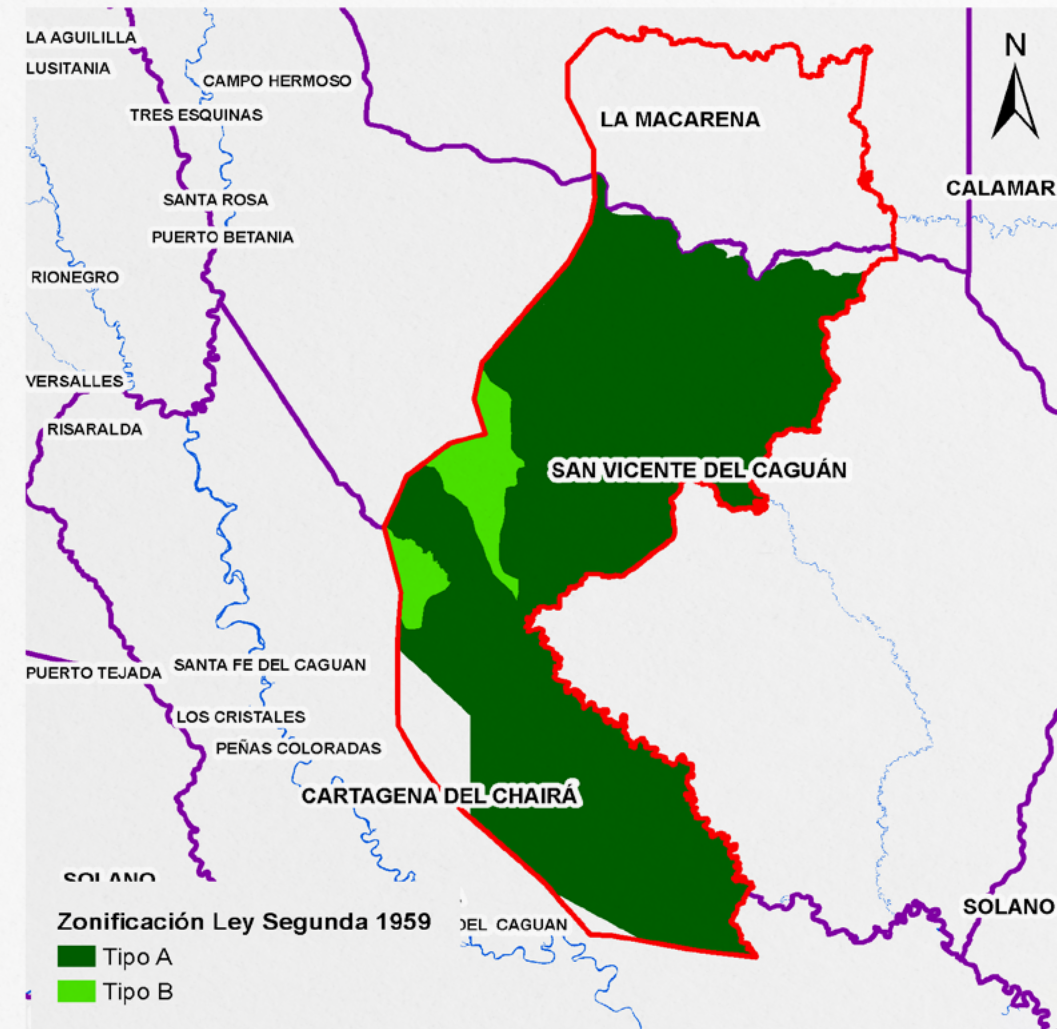 LA AGUILILLA
LUSITANIA
CAMPO HERMOSO
TRES ESQUINAS
N
LA MACARENA
CALAMAR
SANTA ROSA
PUERTO BETANIA
RIONEGRO
VERSALLES
RISARALDA
SAN VICENTE DEL CAGUÁN
PUERTO TEJADA
SANTA FE DEL CAGUAN
LOS CRISTALES
PEÑAS COLORADAS
CARTAGENA DEL CHAIRÁ
SOLANO
SOLANO
DEL CAGUAN
Zonificación Ley Segunda 1959
Tipo A
Tipo B